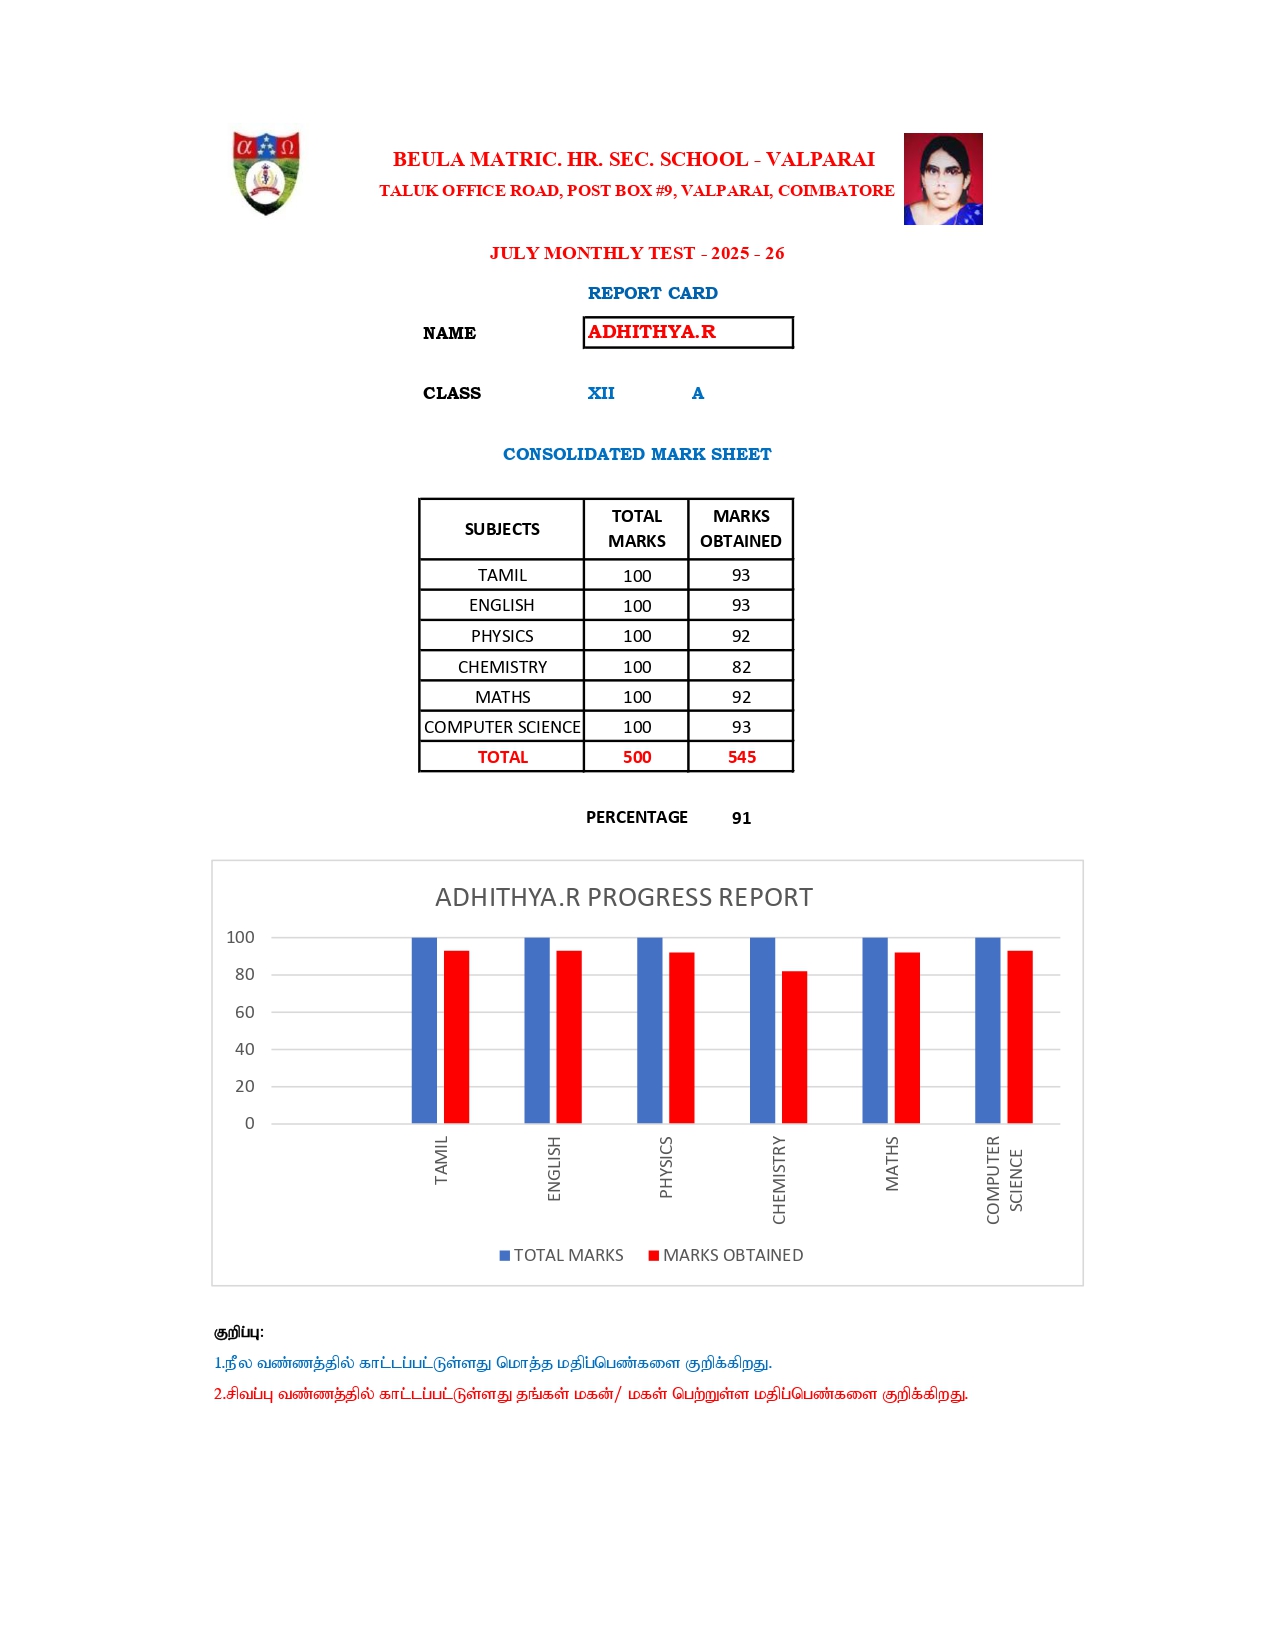 α Ω
BEULA MATRIC. HR. SEC. SCHOOL - VALPARAI
TALUK OFFICE ROAD, POST BOX #9, VALPARAI, COIMBATORE
JULY MONTHLY TEST - 2025 - 26
REPORT CARD
NAME ADHITHYA.R
CLASS XII A
CONSOLIDATED MARK SHEET
SUBJECTS TOTAL MARKS MARKS OBTAINED
TAMIL 100 93
ENGLISH 100 93
PHYSICS 100 92
CHEMISTRY 100 82
MATHS 100 92
COMPUTER SCIENCE 100 93
TOTAL 500 545
PERCENTAGE 91
ADHITHYA.R PROGRESS REPORT
100
80
60
40
20
0
TAMIL ENGLISH PHYSICS CHEMISTRY MATHS COMPUTER SCIENCE
TOTAL MARKS MARKS OBTAINED
குறிப்பு:
1.நீல வண்ணத்தில் காட்டப்பட்டுள்ளது மொத்த மதிப்பெண்களை குறிக்கிறது.
2.சிவப்பு வண்ணத்தில் காட்டப்பட்டுள்ளது தங்கள் மகன்/ மகள் பெற்றுள்ள மதிப்பெண்களை குறிக்கிறது.